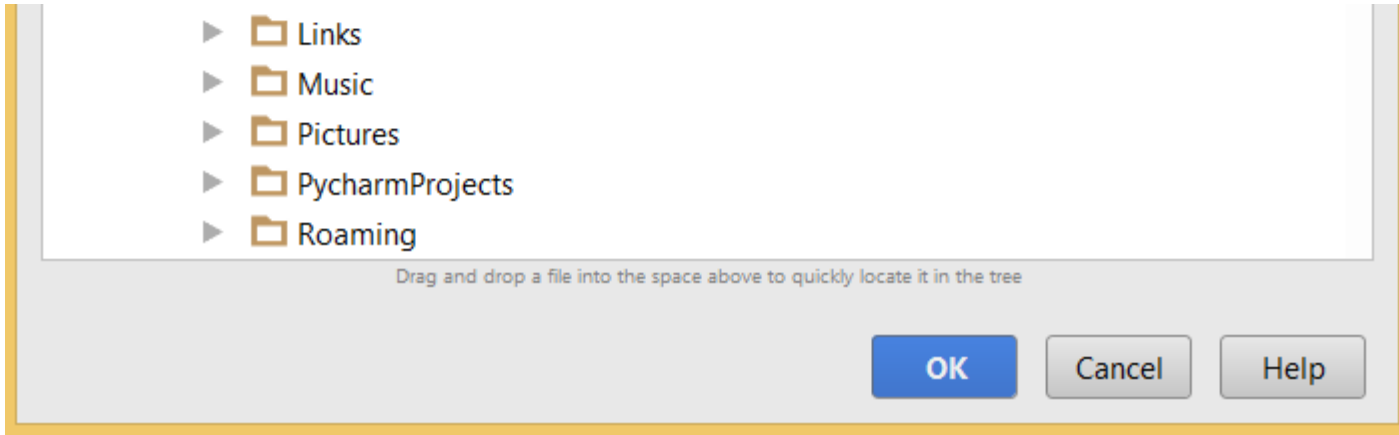 Links
Music
Pictures
PycharmProjects
Roaming
Drag and drop a file into the space above to quickly locate it in the tree
OK Cancel Help